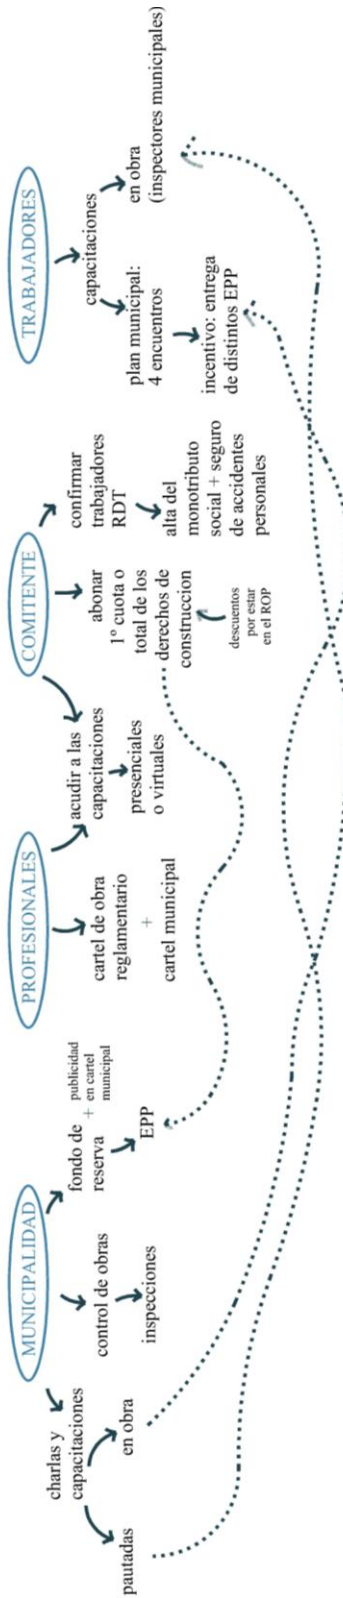 MUNICIPALIDAD
charlas y
capacitaciones
pautadas
en obra
control de obras
inspecciones
fondo de
reserva
+
publicidad
en cartel
municipal
EPP
PROFESIONALES
cartel de obra
reglamentario
+
cartel municipal
acudir a las
capacitaciones
presenciales
o virtuales
COMITENTE
abonar
1° cuota o
total de los
derechos de
construccion
descuentos
por estar
en el ROP
confirmar
trabajadores
RDT
alta del
monotributo
social + seguro
de accidentes
personales
TRABAJADORES
capacitaciones
plan municipal:
4 encuentros
incentivo: entrega
de distintos EPP
en obra
(inspectores municipales)